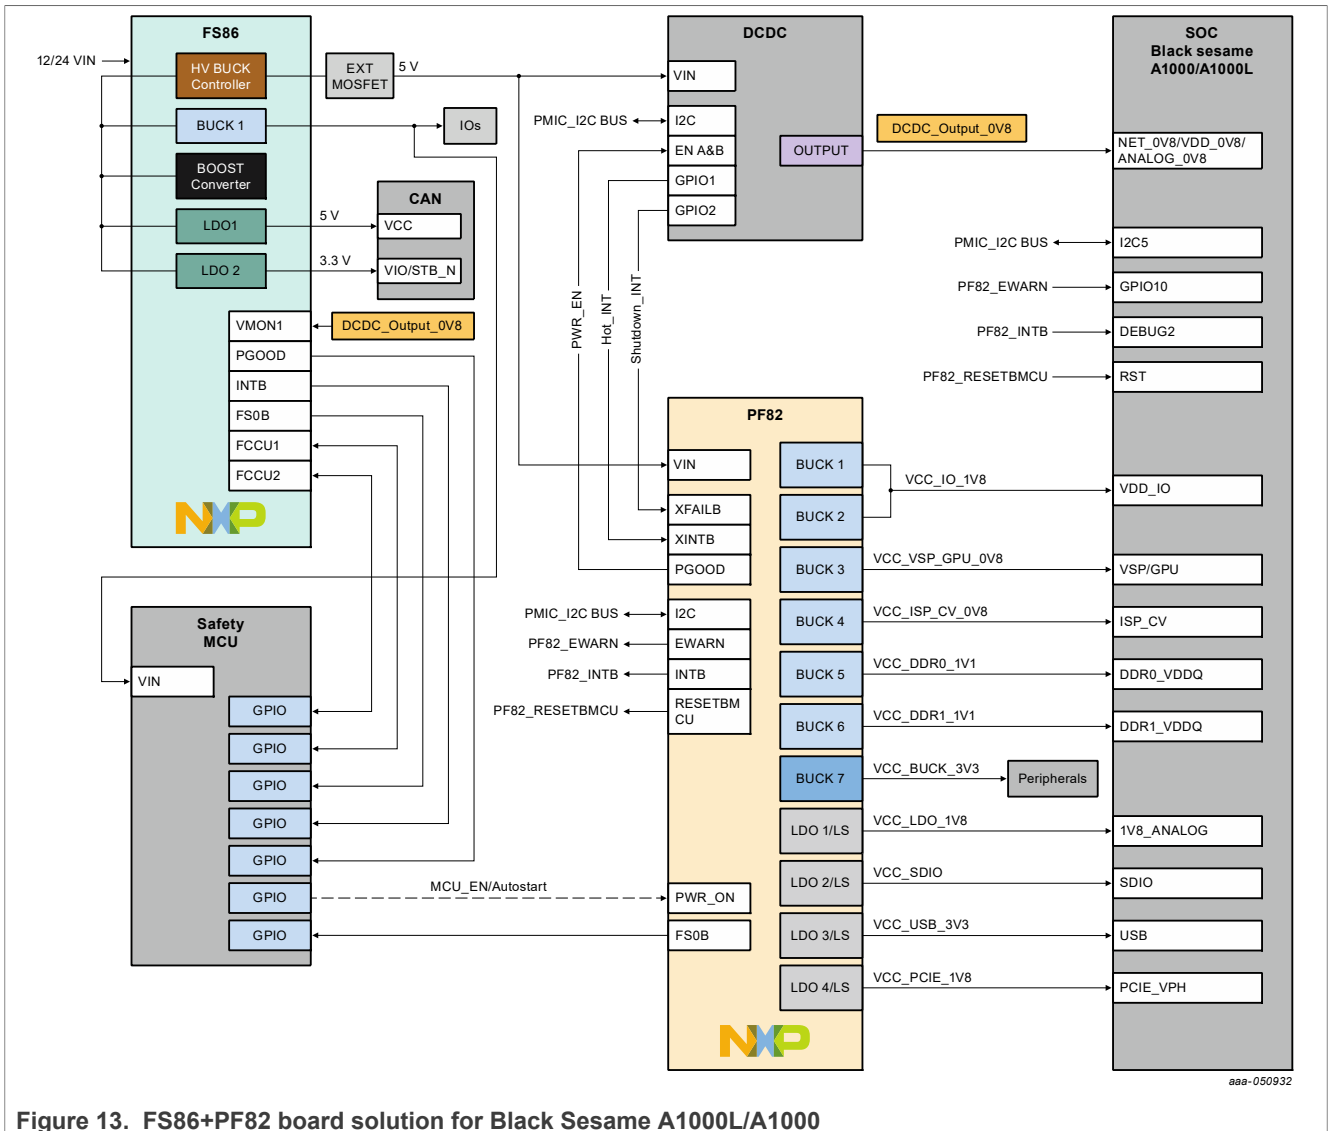 FS86
12/24 VIN
HV BUCK
Controller
EXT
MOSFET
5 V
BUCK 1
IOs
BOOST
Converter
CAN
LDO1
5 V
VCC
LDO 2
3.3 V
VIO/STB_N
VMON1
DCDC_Output_0V8
PGOOD
INTB
FS0B
FCCU1
FCCU2
NXP
Safety
MCU
VIN
GPIO
GPIO
GPIO
GPIO
GPIO
GPIO
GPIO
MCU_EN/Autostart
DCDC
VIN
PMIC_I2C BUS
I2C
EN A&B
GPIO1
GPIO2
OUTPUT
DCDC_Output_0V8
PWR_EN
Hot_INT
Shutdown_INT
PF82
VIN
XFAILB
XINTB
PGOOD
PMIC_I2C BUS
I2C
PF82_EWARN
EWARN
PF82_INTB
INTB
PF82_RESETBMCU
RESETBM
CU
PWR_ON
FS0B
BUCK 1
BUCK 2
VCC_IO_1V8
BUCK 3
VCC_VSP_GPU_0V8
BUCK 4
VCC_ISP_CV_0V8
BUCK 5
VCC_DDR0_1V1
BUCK 6
VCC_DDR1_1V1
BUCK 7
VCC_BUCK_3V3
Peripherals
LDO 1/LS
VCC_LDO_1V8
LDO 2/LS
VCC_SDIO
LDO 3/LS
VCC_USB_3V3
LDO 4/LS
VCC_PCIE_1V8
NXP
SOC
Black sesame
A1000/A1000L
NET_0V8/VDD_0V8/
ANALOG_0V8
PMIC_I2C BUS
I2C5
PF82_EWARN
GPIO10
PF82_INTB
DEBUG2
PF82_RESETBMCU
RST
VDD_IO
VSP/GPU
ISP_CV
DDR0_VDDQ
DDR1_VDDQ
1V8_ANALOG
SDIO
USB
PCIE_VPH
aaa-050932
Figure 13. FS86+PF82 board solution for Black Sesame A1000L/A1000